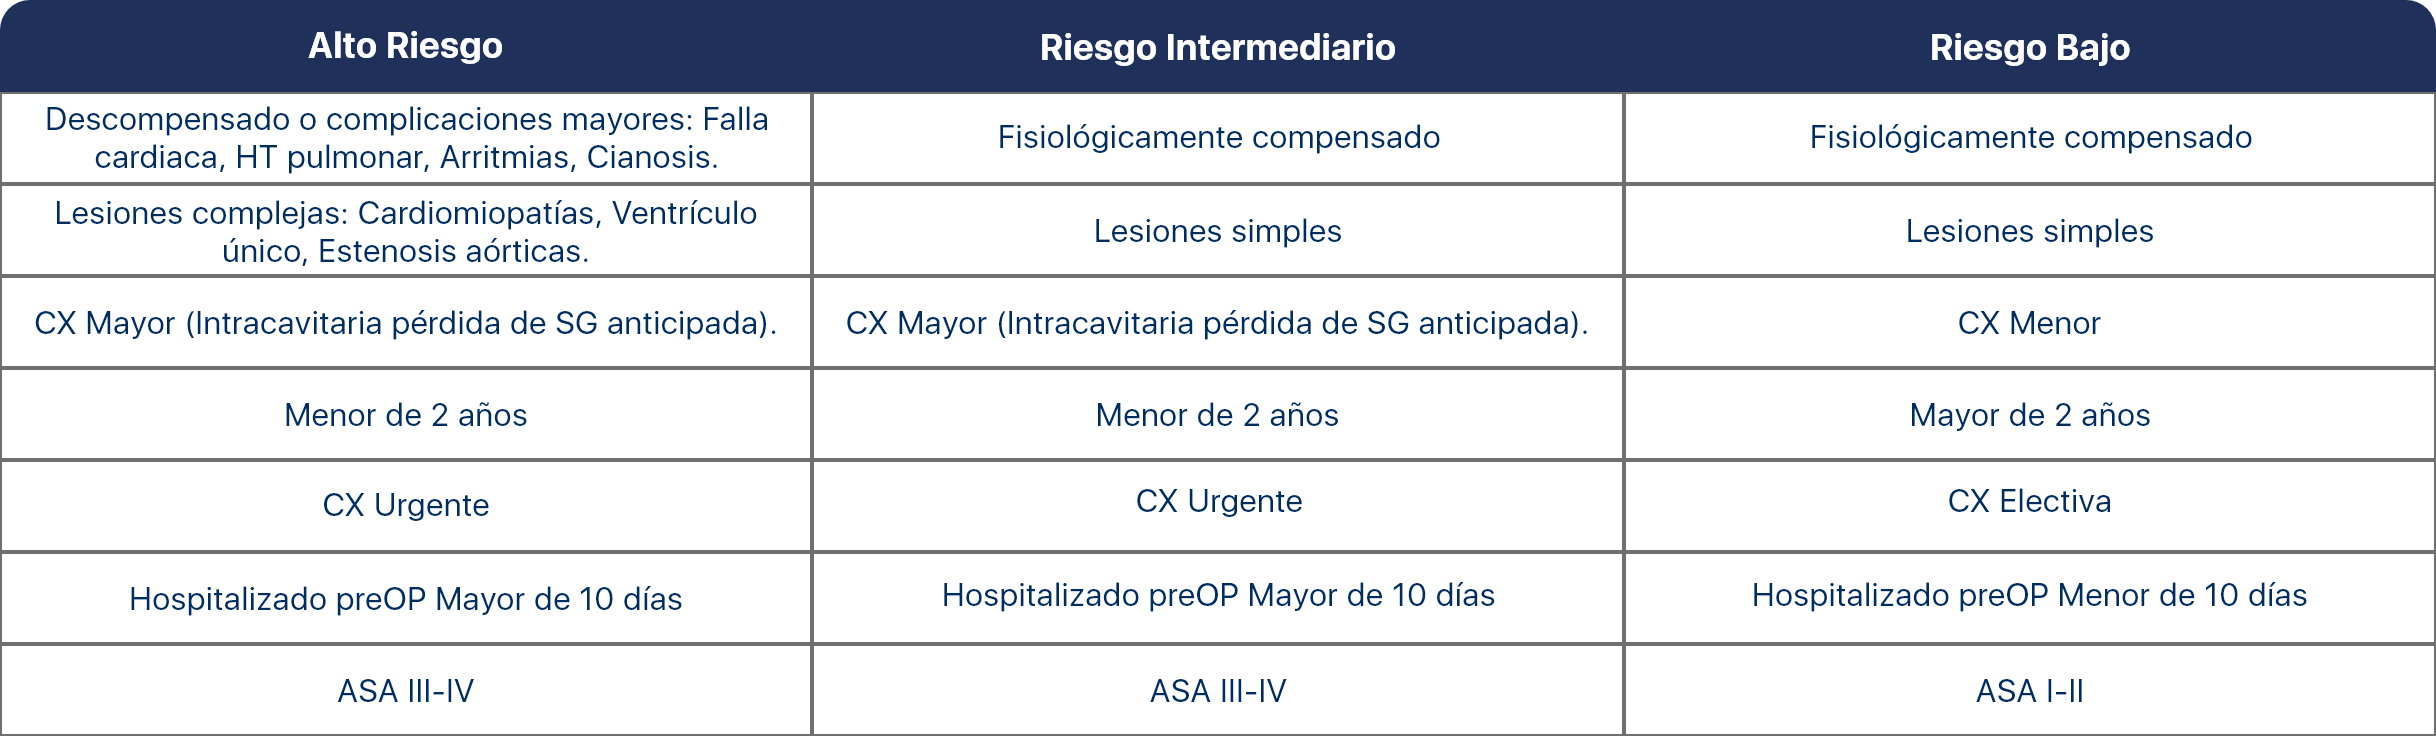 Alto Riesgo
Riesgo Intermediario
Riesgo Bajo
Descompensado o complicaciones mayores: Falla
cardiaca, HT pulmonar, Arritmias, Cianosis.
Fisiológicamente compensado
Fisiológicamente compensado
Lesiones complejas: Cardiomiopatías, Ventrículo
único, Estenosis aórticas.
Lesiones simples
Lesiones simples
CX Mayor (Intracavitaria pérdida de SG anticipada).
CX Mayor (Intracavitaria pérdida de SG anticipada).
CX Menor
Menor de 2 años
Menor de 2 años
Mayor de 2 años
CX Urgente
CX Urgente
CX Electiva
Hospitalizado preOP Mayor de 10 días
Hospitalizado preOP Mayor de 10 días
Hospitalizado preOP Menor de 10 días
ASA III-IV
ASA III-IV
ASA I-II